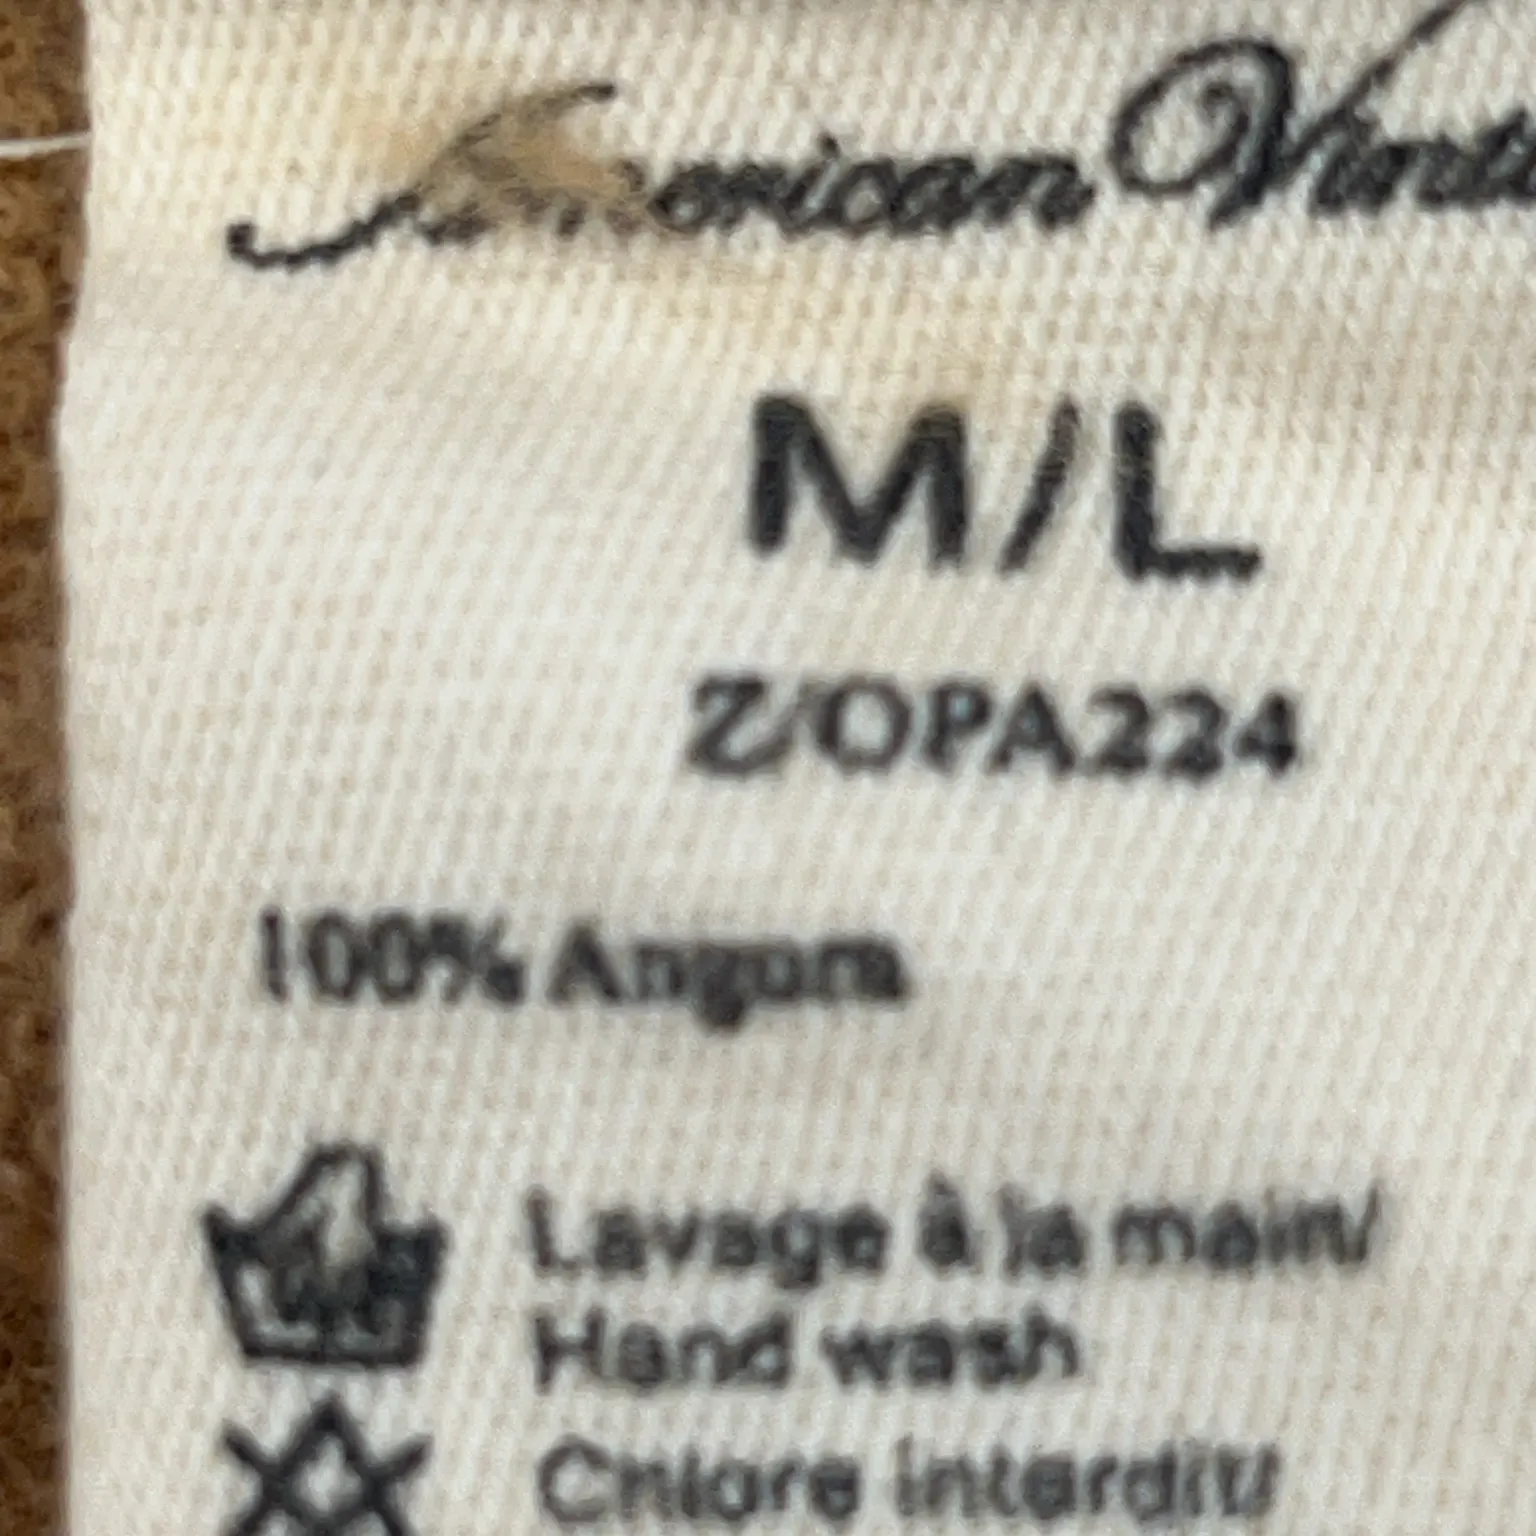 American Vint
M/L
Z/OPA224
100% Angora
Lavage à la main/
Hand wash
Chlore interdit/